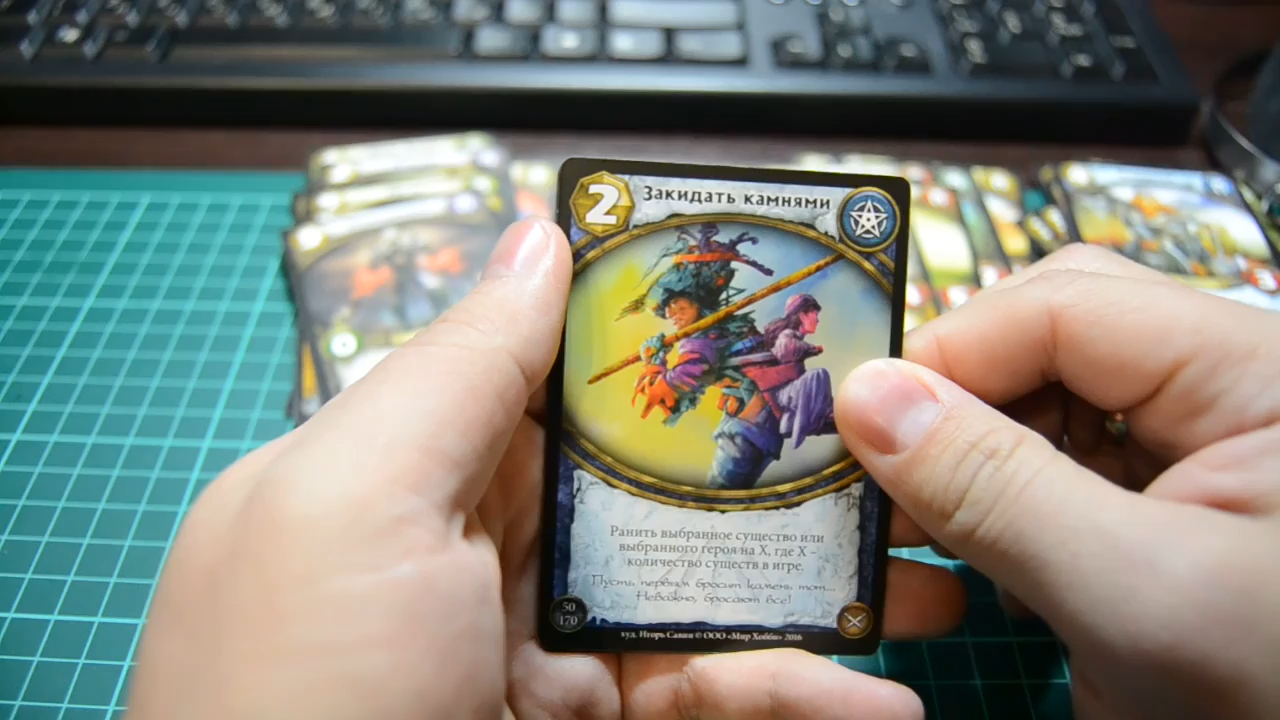 2
Закидать камнями
Ранить выбранное существо или
выбранного героя на X, где X –
количество существ в игре.
Пусть первым бросит камень тот...
Неважно, бросают все!
50
170
худ. Игорь Савин © ООО «Мир Хобби» 2016